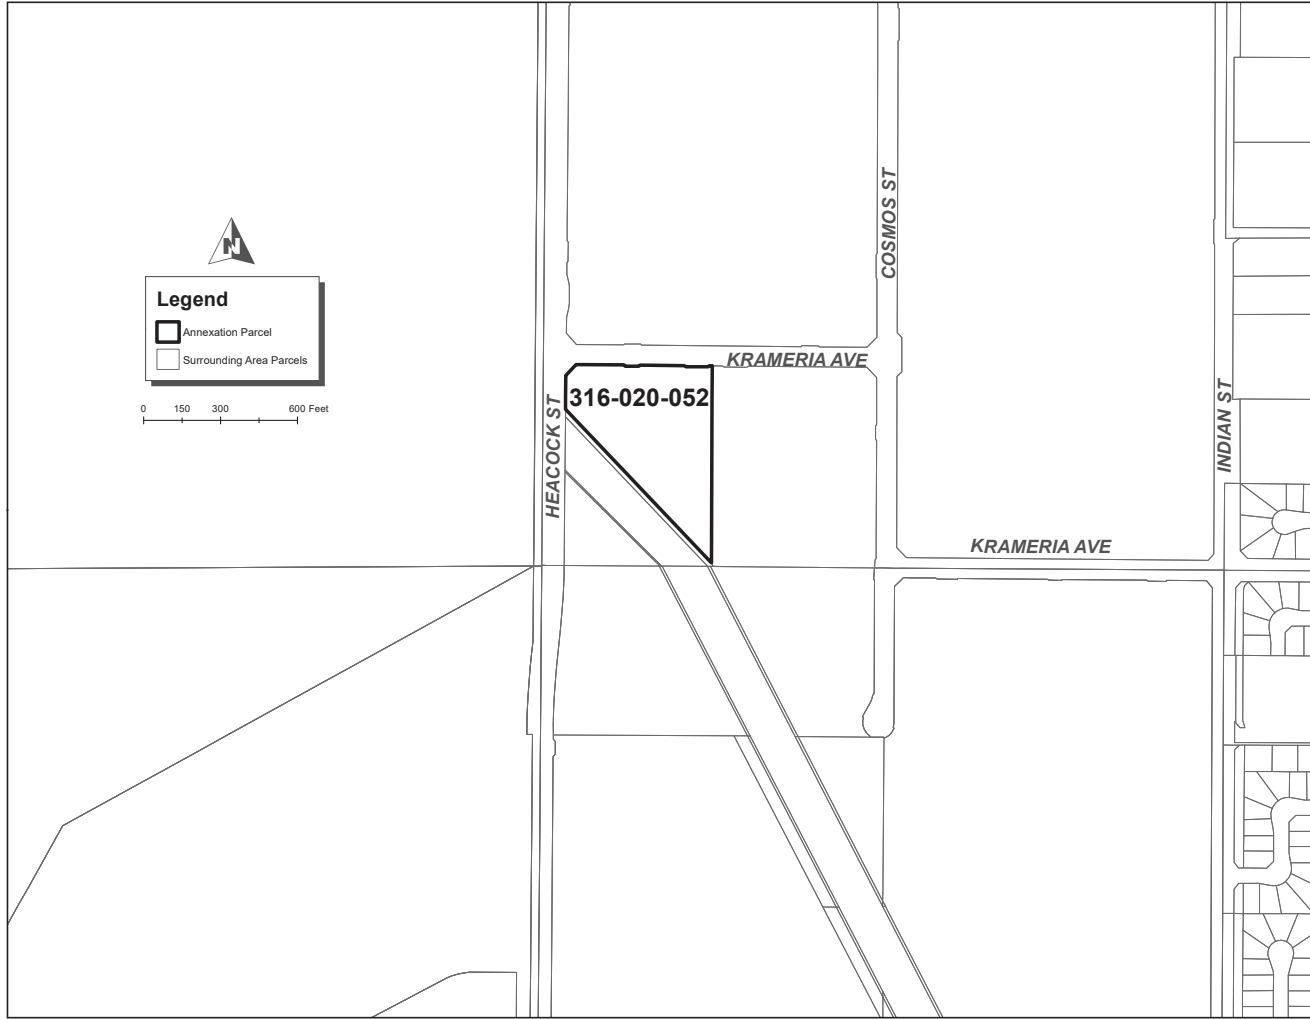 COSMOS ST
N
Legend
Annexation Parcel
Surrounding Area Parcels
KRAMERIA AVE
316-020-052
0 150 300 600 Feet
HEACOCK ST
INDIAN ST
KRAMERIA AVE